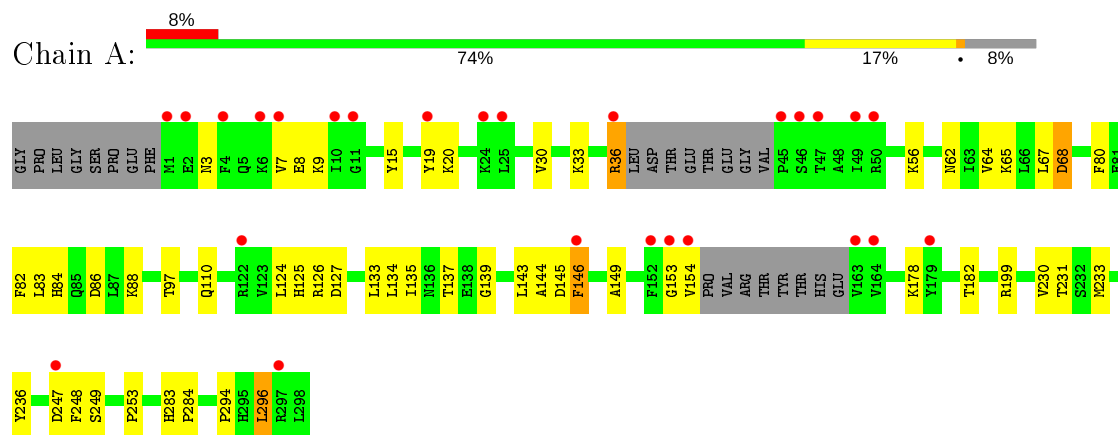 8%
Chain A:
74% 17% • 8%
GLY PRO LEU GLY SER PRO GLU PHE M1 E2 N3 F4 Q5 K6 V7 E8 K9 I10 G11 Y15 Y19 K20 K24 L25 V30 K33 R36 LEU ASP THR GLU THR GLU GLY VAL P45 S46 T47 A48 I49 R50 K56 N62 I63 V64 K65 L66 L67 D68 F80 E81
F82 L83 H84 Q85 D86 L87 K88 T97 Q110 R122 V123 L124 H125 R126 D127 L133 L134 I135 N136 T137 E138 G139 L143 A144 D145 F146 A149 F152 G153 V154 PRO VAL ARG THR TYR THR HIS GLU V163 V164 K178 Y179 T182 R199 V230 T231 S232 M233
Y236 D247 F248 S249 P253 H283 P284 P294 H295 L296 R297 L298